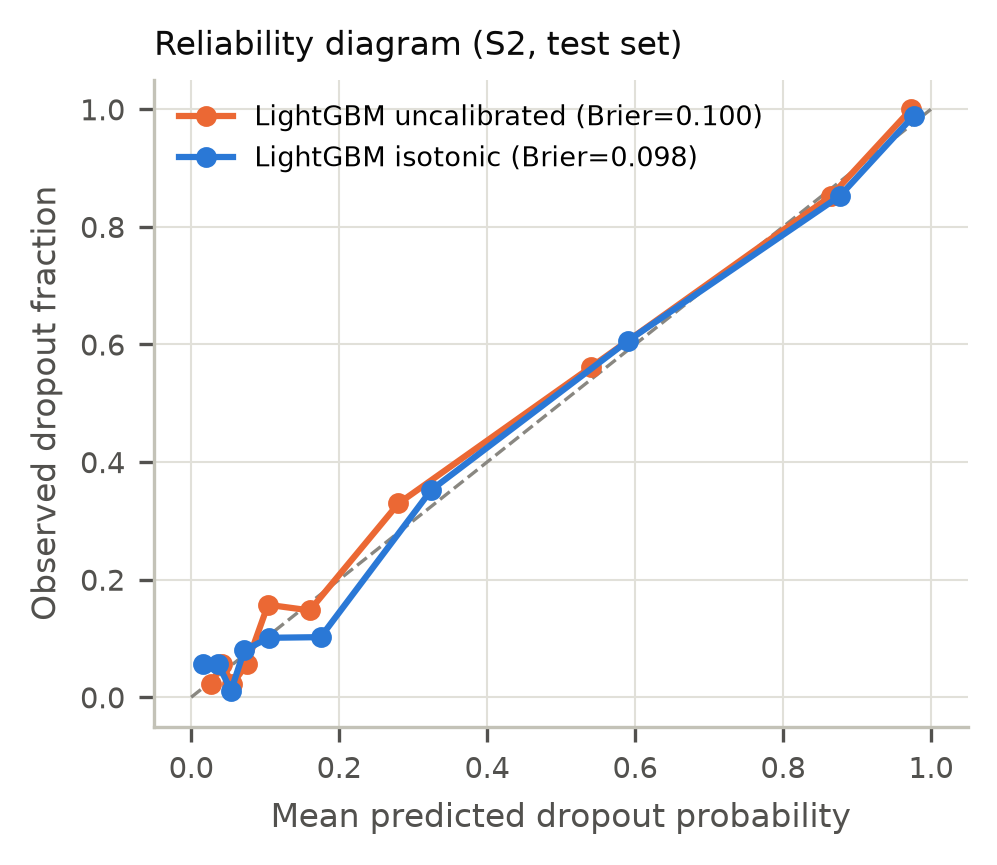 Reliability diagram (S2, test set)
LightGBM uncalibrated (Brier=0.100)
LightGBM isotonic (Brier=0.098)
Observed dropout fraction
1.0
0.8
0.6
0.4
0.2
0.0
0.0 0.2 0.4 0.6 0.8 1.0
Mean predicted dropout probability